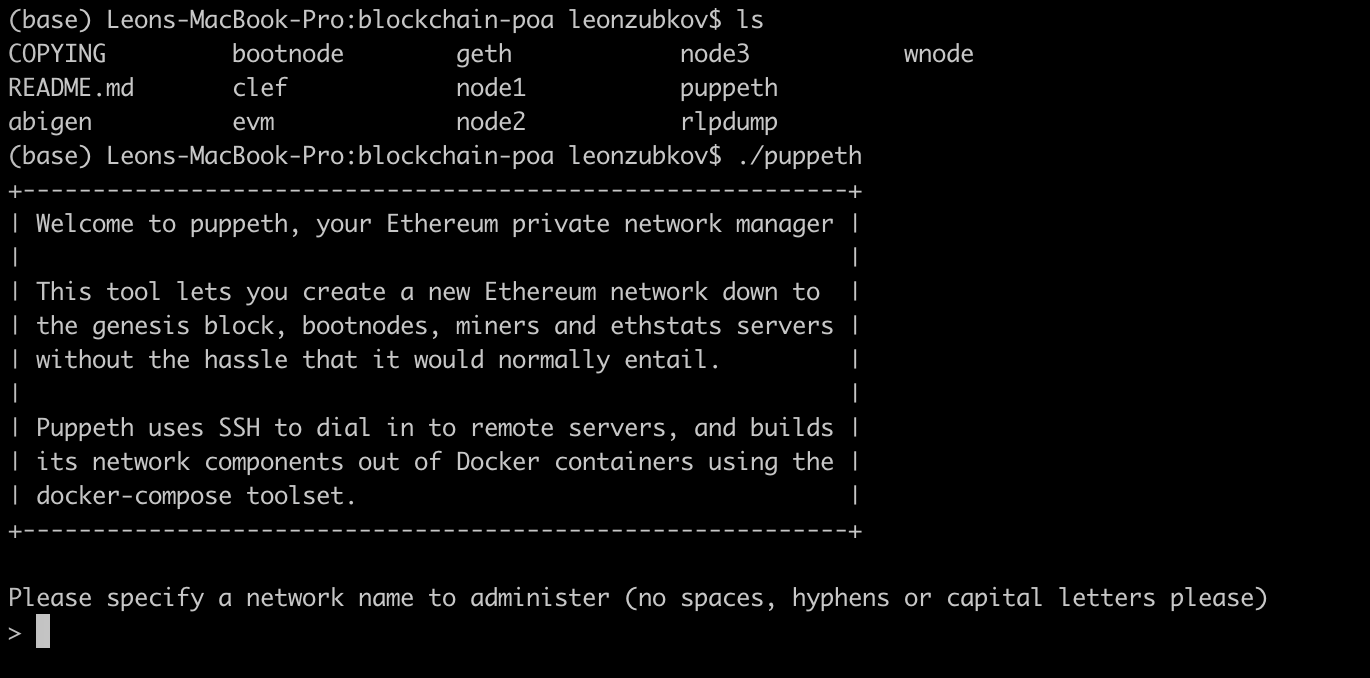 (base) Leons-MacBook-Pro:blockchain-poa leonzubkov$ ls
COPYING         bootnode        geth            node3           wnode
README.md       clef            node1           puppeth
abigen          evm             node2           rlpdump
(base) Leons-MacBook-Pro:blockchain-poa leonzubkov$ ./puppeth
+-----------------------------------------------------------+
| Welcome to puppeth, your Ethereum private network manager |
|                                                           |
| This tool lets you create a new Ethereum network down to  |
| the genesis block, bootnodes, miners and ethstats servers |
| without the hassle that it would normally entail.         |
|                                                           |
| Puppeth uses SSH to dial in to remote servers, and builds |
| its network components out of Docker containers using the |
| docker-compose toolset.                                   |
+-----------------------------------------------------------+
Please specify a network name to administer (no spaces, hyphens or capital letters please)
>